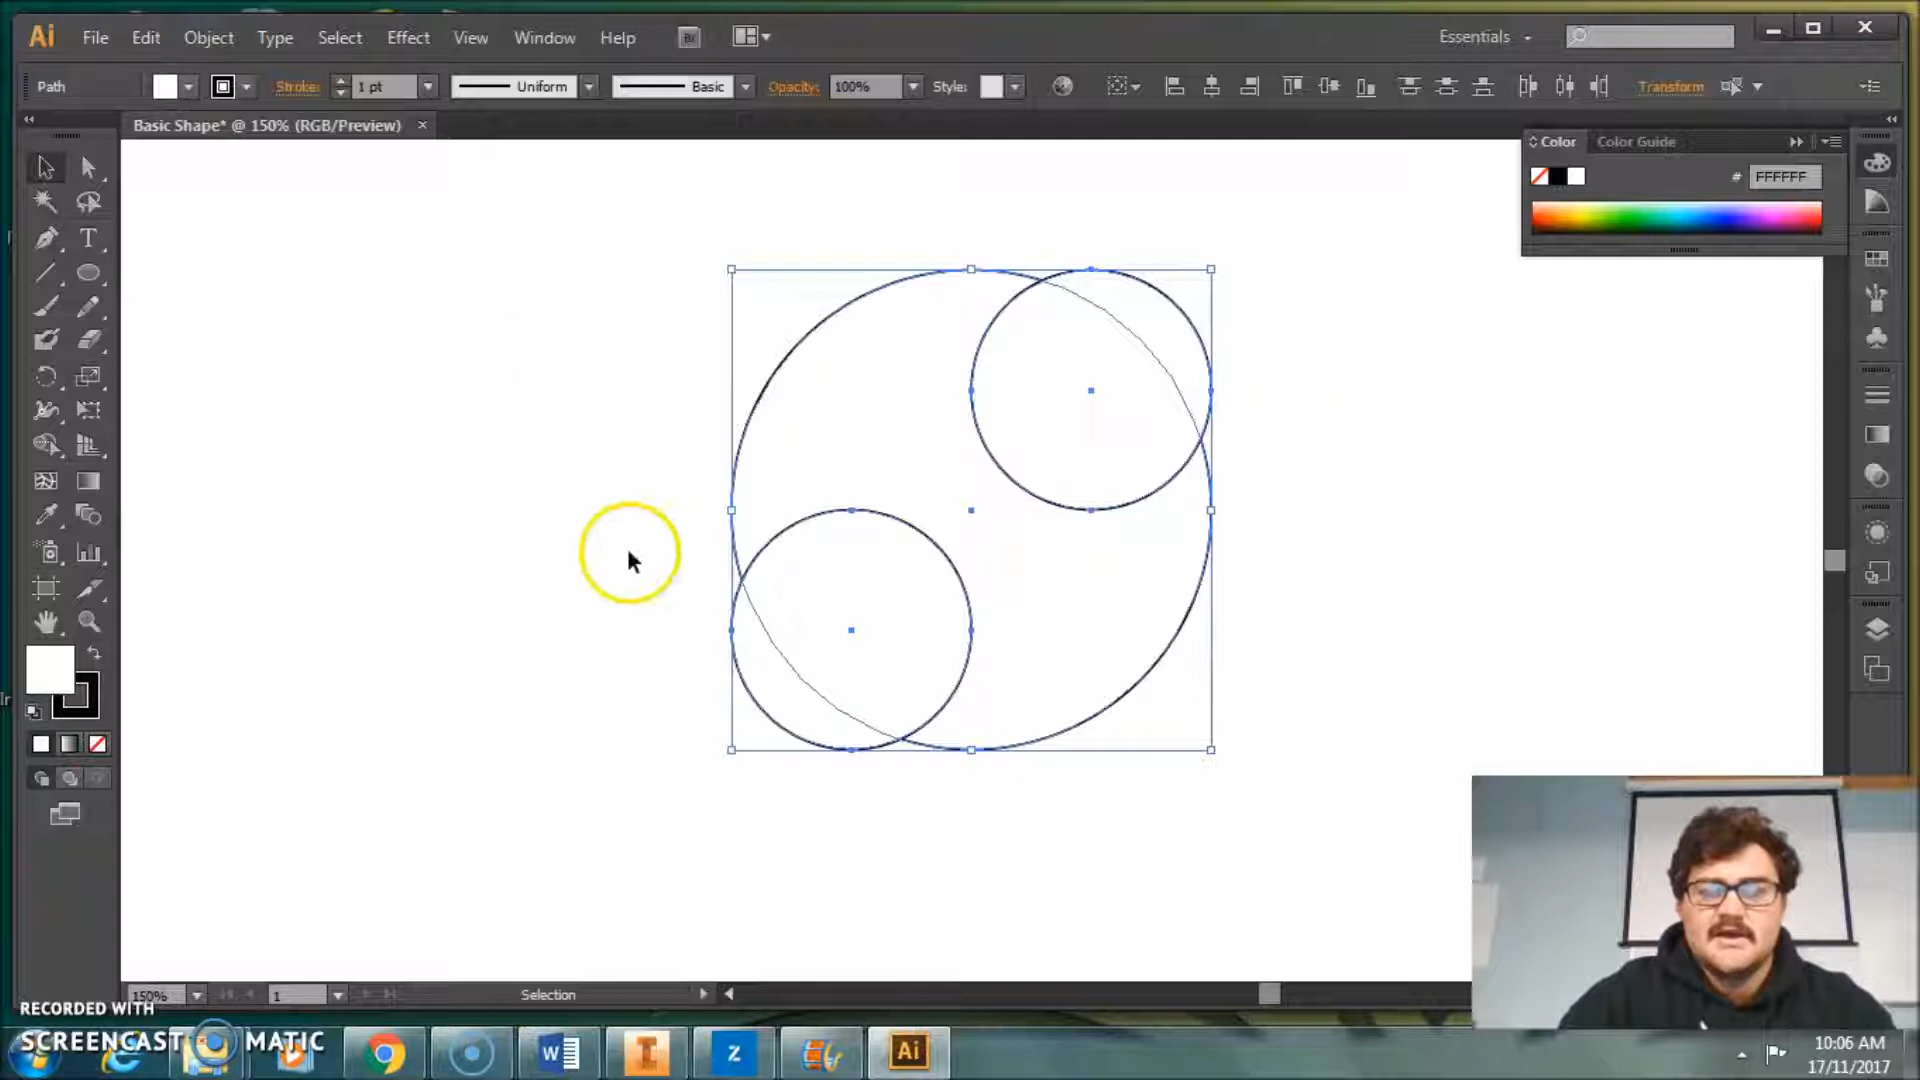 Ai File Edit Object Type Select Effect View Window Help Br Essentials
Path Stroke: 1 pt Uniform Basic Opacity: 100% Style: Transform
Basic Shape* @ 150% (RGB/Preview) ×
Color Color Guide
# FFFFFF
T
150% 1 Selection
RECORDED WITH
SCREENCAST MATIC
W I Z Ai
10:06 AM
17/11/2017